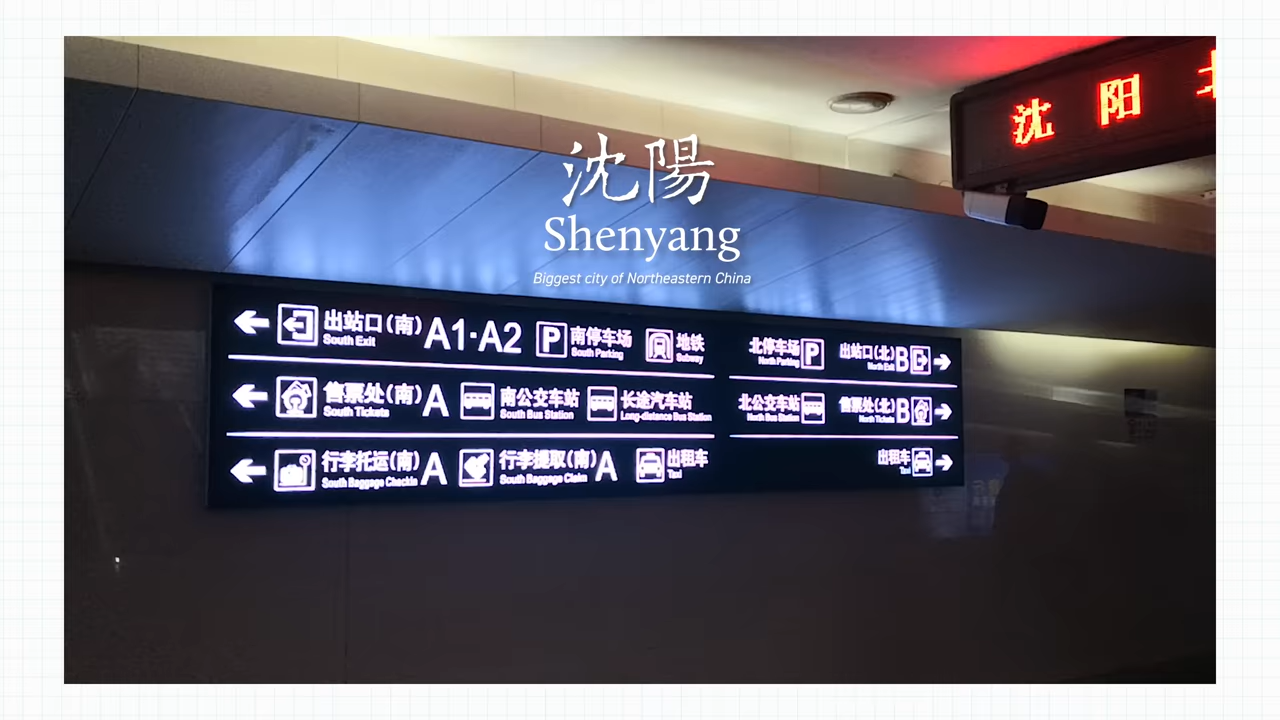 沈 阳
沈陽
Shenyang
Biggest city of Northeastern China
出站口(南) A1·A2 P 南停车场 地铁
South Exit South Parking Subway
北停车场 P 出站口(北) B
North Parking North Exit
售票处(南) A 南公交车站 长途汽车站
South Tickets South Bus Station Long-distance Bus Station
北公交车站 售票处(北) B
North Bus Station North Tickets
行李托运(南) A 行李提取(南) A 出租车
South Baggage Checkin South Baggage Claim Taxi
出租车
Taxi